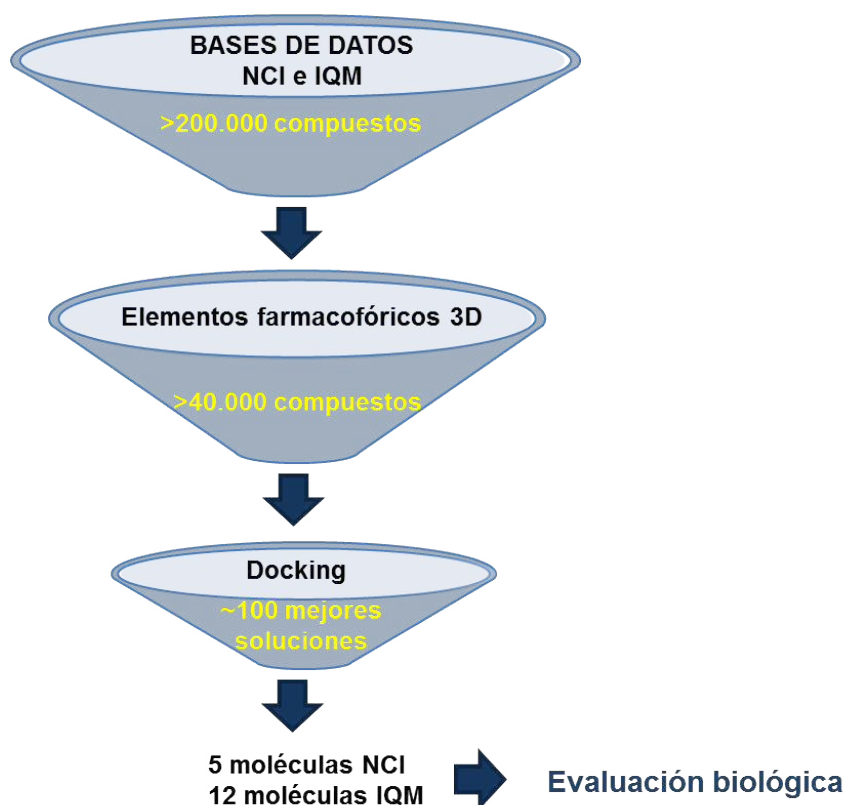 BASES DE DATOS
NCI e IQM
>200.000 compuestos
Elementos farmacofóricos 3D
>40.000 compuestos
Docking
~100 mejores
soluciones
5 moléculas NCI
12 moléculas IQM
Evaluación biológica